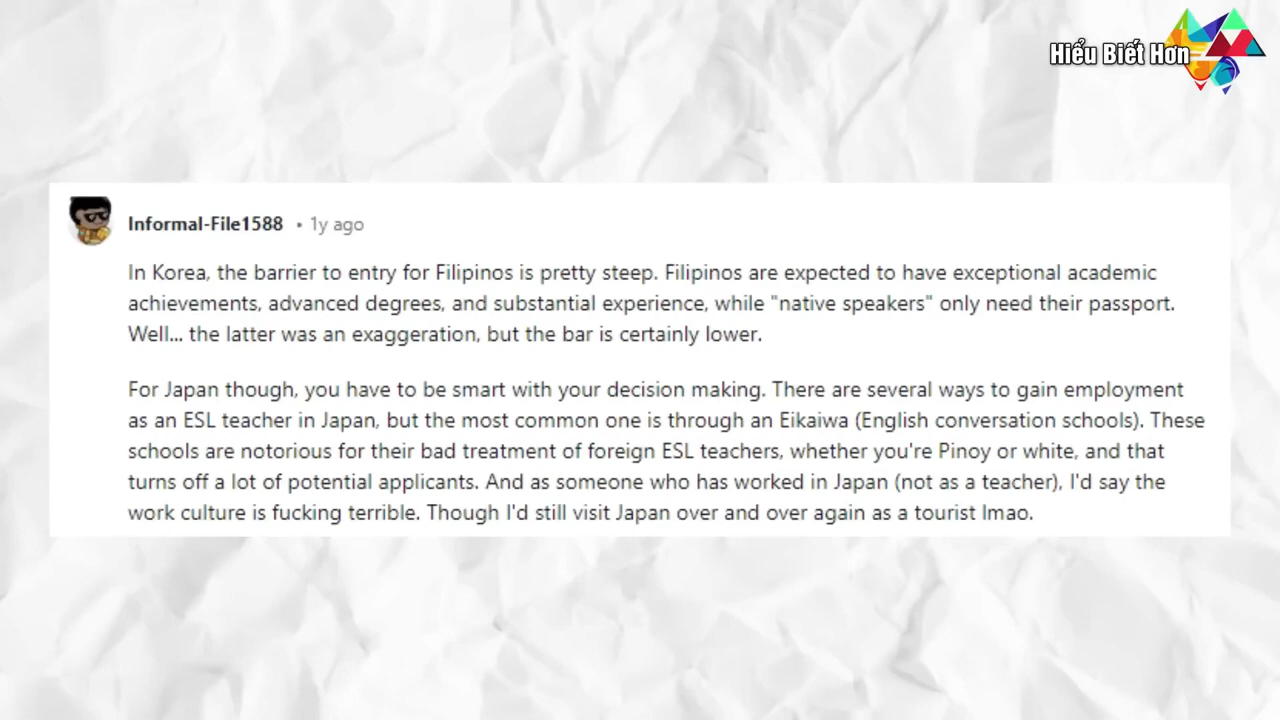 Hiểu Biết Hơn
Informal-File1588 • 1y ago
In Korea, the barrier to entry for Filipinos is pretty steep. Filipinos are expected to have exceptional academic
achievements, advanced degrees, and substantial experience, while "native speakers" only need their passport.
Well... the latter was an exaggeration, but the bar is certainly lower.
For Japan though, you have to be smart with your decision making. There are several ways to gain employment
as an ESL teacher in Japan, but the most common one is through an Eikaiwa (English conversation schools). These
schools are notorious for their bad treatment of foreign ESL teachers, whether you're Pinoy or white, and that
turns off a lot of potential applicants. And as someone who has worked in Japan (not as a teacher), I'd say the
work culture is fucking terrible. Though I'd still visit Japan over and over again as a tourist lmao.